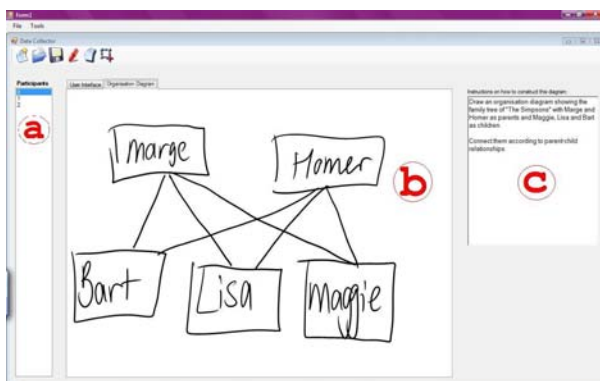 Form1
File Tools
Data Collector
Participants
1
2
a
User Interface Organisation Diagram
marge
Homer
Bart
Lisa
maggie
b
Instructions on how to construct this diagram:
Draw an organisation diagram showing the
family tree of "The Simpsons" with Marge and
Homer as parents and Maggie, Lisa and Bart
as children
Connect them according to parent-child
relationships
c